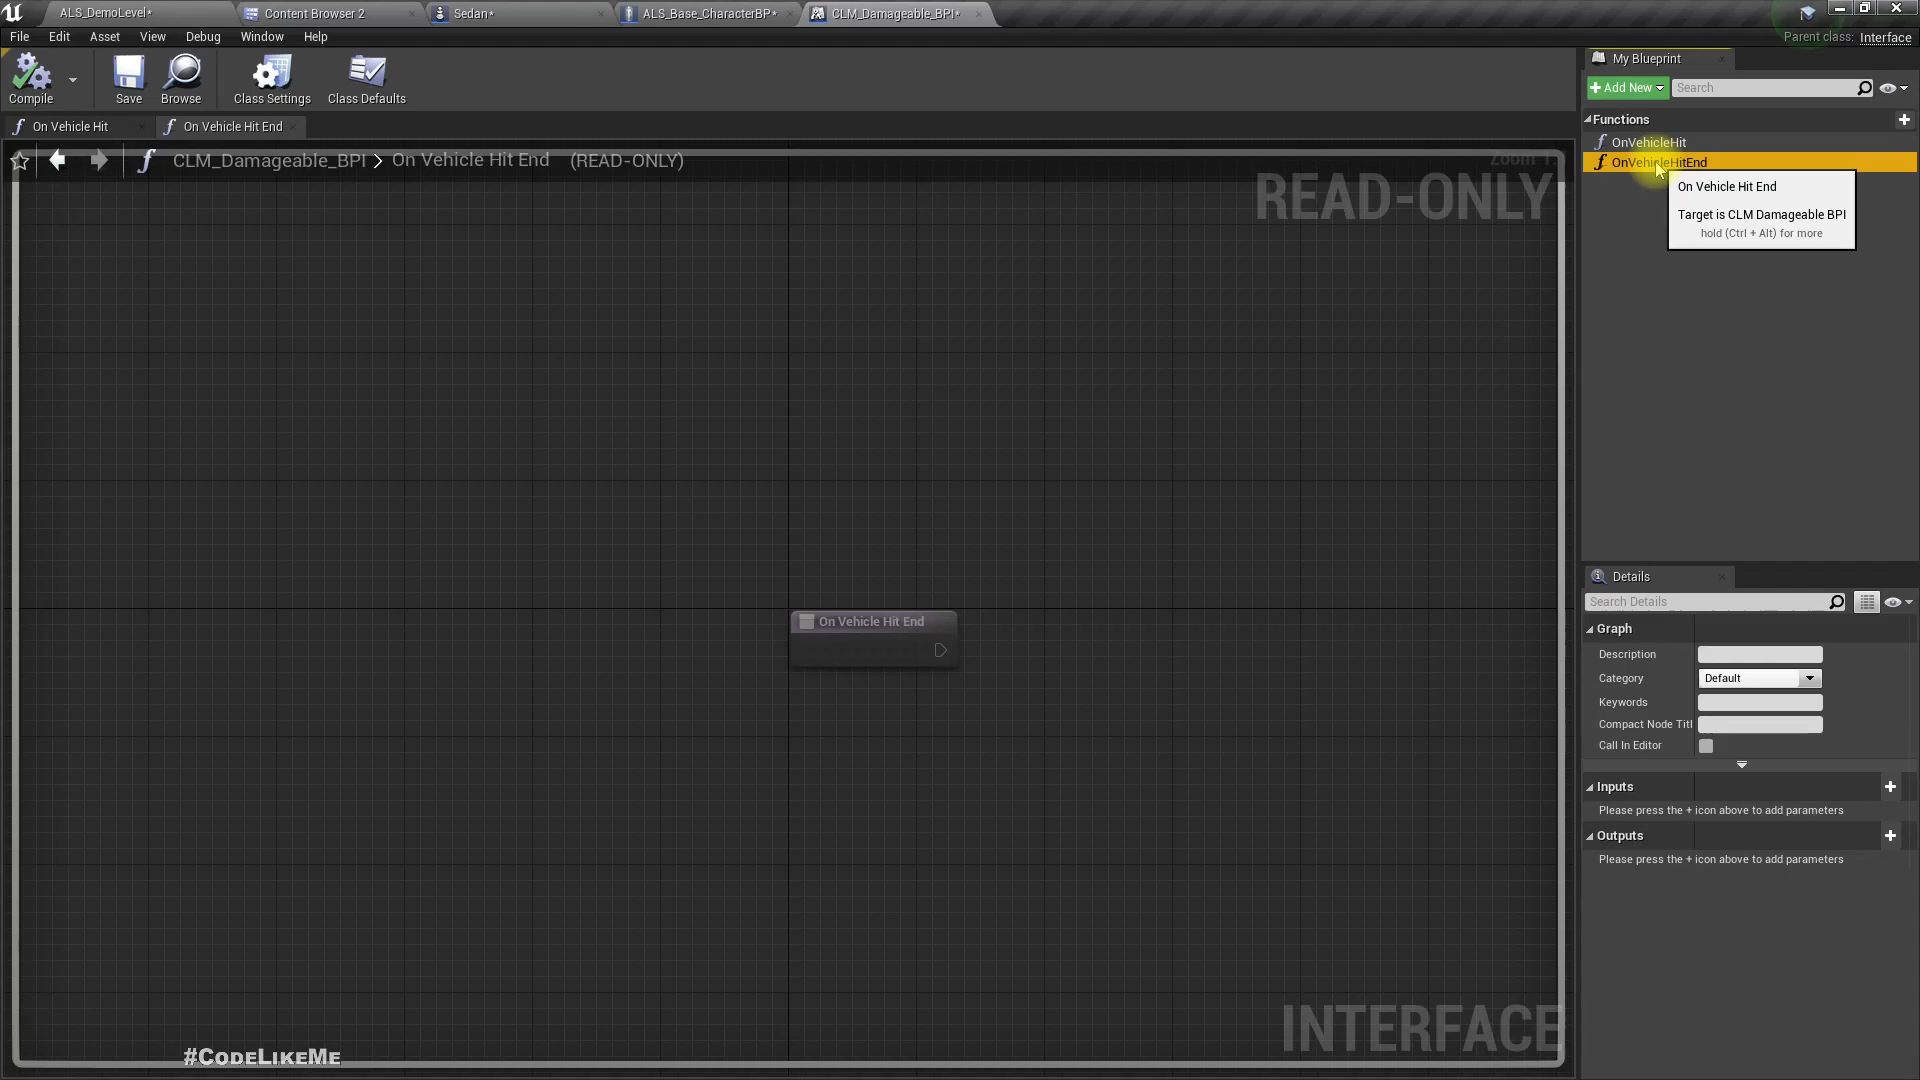 ALS_DemoLevel*
Content Browser 2
Sedan*
ALS_Base_CharacterBP*
CLM_Damageable_BPI*
File
Edit
Asset
View
Debug
Window
Help
Parent class: Interface
Compile
Save
Browse
Class Settings
Class Defaults
My Blueprint
Add New
Search
On Vehicle Hit
On Vehicle Hit End
Functions
OnVehicleHit
OnVehicleHitEnd
CLM_Damageable_BPI > On Vehicle Hit End (READ-ONLY)
READ-ONLY
On Vehicle Hit End
Target is CLM Damageable BPI
hold (Ctrl + Alt) for more
On Vehicle Hit End
Details
Search Details
Graph
Description
Category
Default
Keywords
Compact Node Titl
Call In Editor
Inputs
Please press the + icon above to add parameters
Outputs
Please press the + icon above to add parameters
INTERFACE
#CodeLikeMe